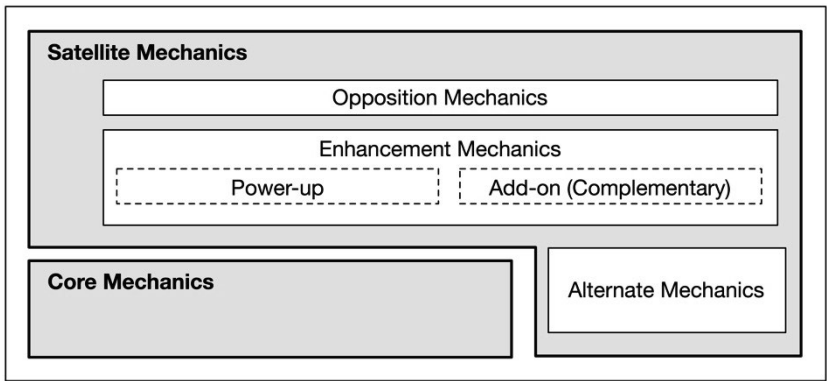 Satellite Mechanics
Opposition Mechanics
Enhancement Mechanics
Power-up
Add-on (Complementary)
Core Mechanics
Alternate Mechanics